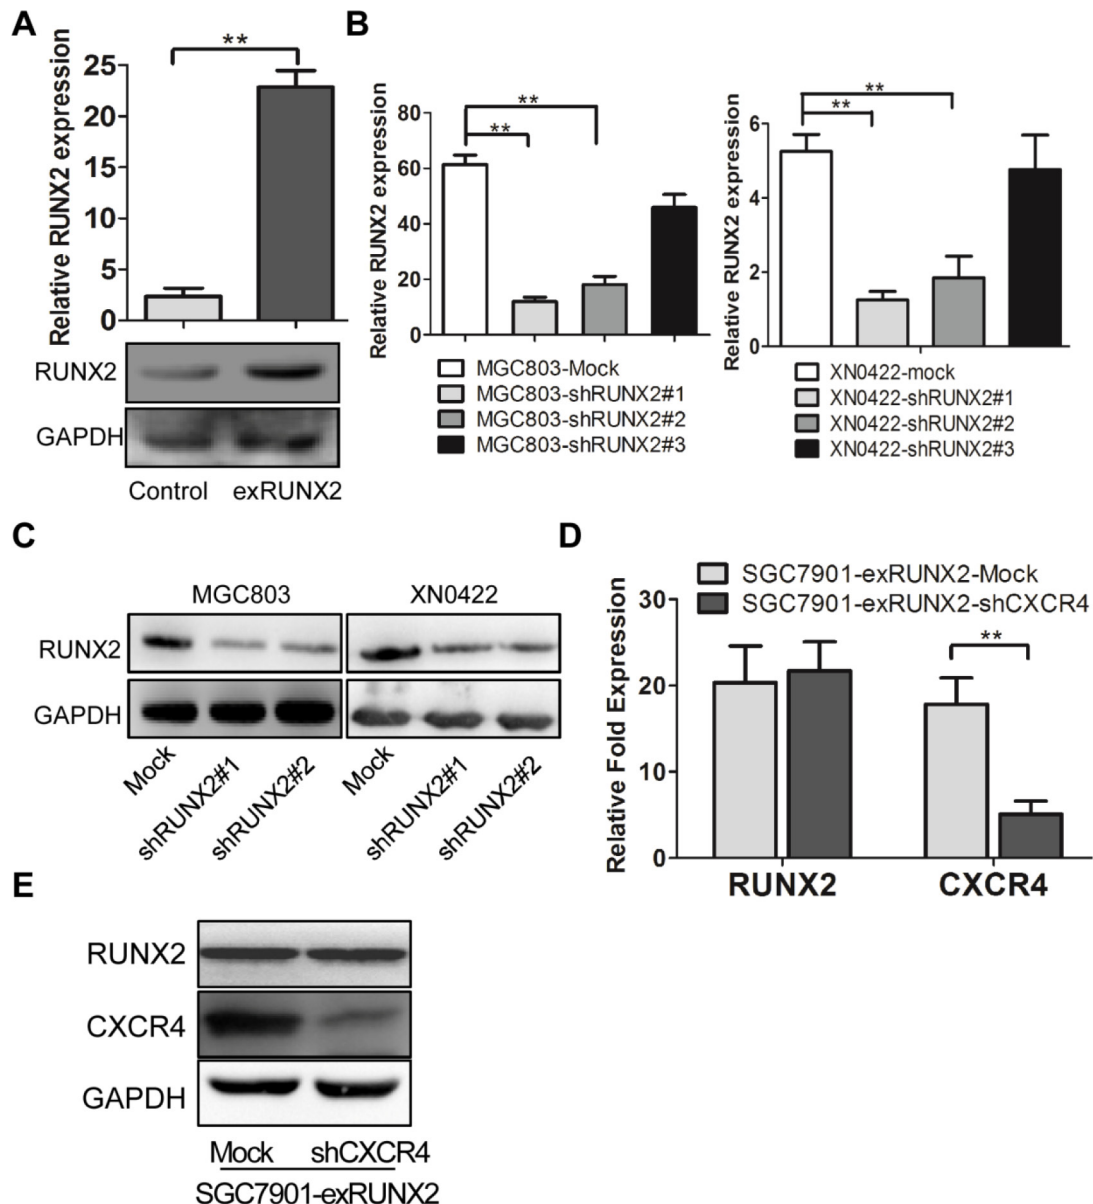 A
Relative RUNX2 expression
25
20
15
10
5
0
**
RUNX2
GAPDH
Control exRUNX2
B
Relative RUNX2 expression
80
60
40
20
0
**
**
MGC803-Mock
MGC803-shRUNX2#1
MGC803-shRUNX2#2
MGC803-shRUNX2#3
Relative RUNX2 expression
6
4
2
0
**
**
XN0422-mock
XN0422-shRUNX2#1
XN0422-shRUNX2#2
XN0422-shRUNX2#3
C
MGC803 XN0422
RUNX2
GAPDH
Mock shRUNX2#1 shRUNX2#2 Mock shRUNX2#1 shRUNX2#2
D
SGC7901-exRUNX2-Mock
SGC7901-exRUNX2-shCXCR4
Relative Fold Expression
30
20
10
0
**
RUNX2 CXCR4
E
RUNX2
CXCR4
GAPDH
Mock shCXCR4
SGC7901-exRUNX2